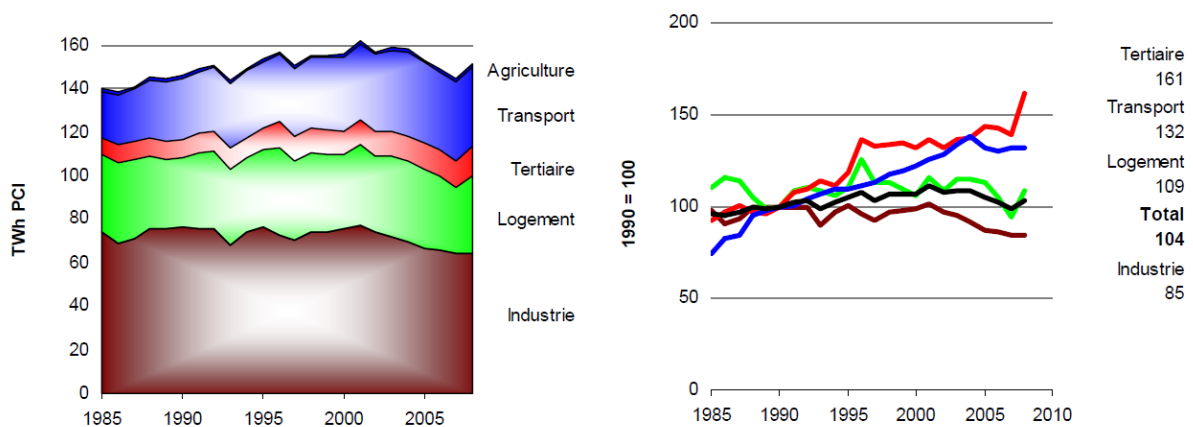 TWh PCI
160
140
120
100
80
60
40
20
0
1985
1990
1995
2000
2005
Agriculture
Transport
Tertiaire
Logement
Industrie
1990 = 100
200
150
100
50
0
1985
1990
1995
2000
2005
2010
Tertiaire
161
Transport
132
Logement
109
Total
104
Industrie
85